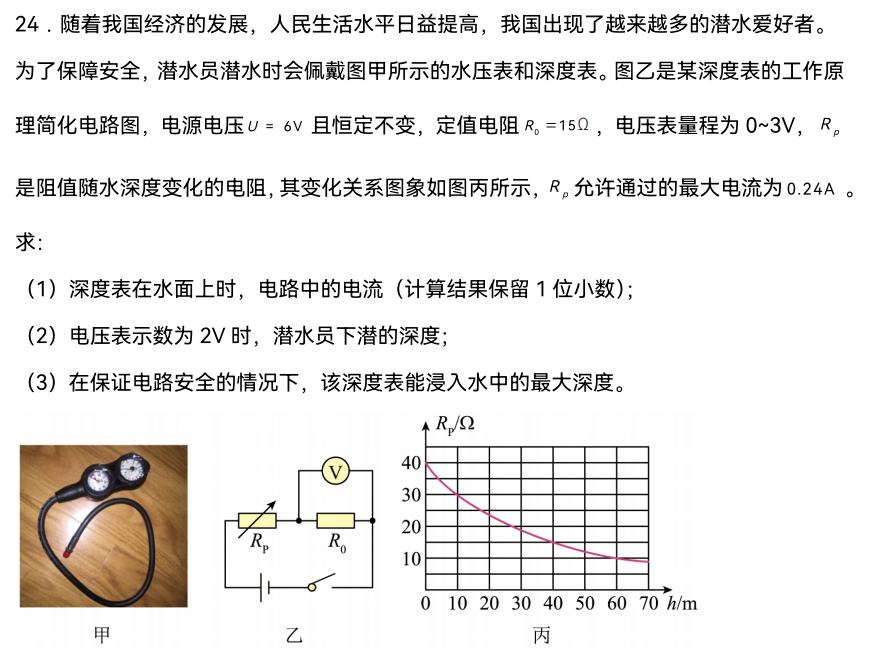 24．随着我国经济的发展，人民生活水平日益提高，我国出现了越来越多的潜水爱好者。
为了保障安全，潜水员潜水时会佩戴图甲所示的水压表和深度表。图乙是某深度表的工作原
理简化电路图，电源电压 U = 6V 且恒定不变，定值电阻 R₀ =15Ω ，电压表量程为 0~3V， Rₚ
是阻值随水深度变化的电阻，其变化关系图象如图丙所示，Rₚ 允许通过的最大电流为 0.24A 。
求：
（1）深度表在水面上时，电路中的电流（计算结果保留 1 位小数）；
（2）电压表示数为 2V 时，潜水员下潜的深度；
（3）在保证电路安全的情况下，该深度表能浸入水中的最大深度。
V
R_P
R₀
R_P/Ω
40
30
20
10
0 10 20 30 40 50 60 70 h/m
甲
乙
丙